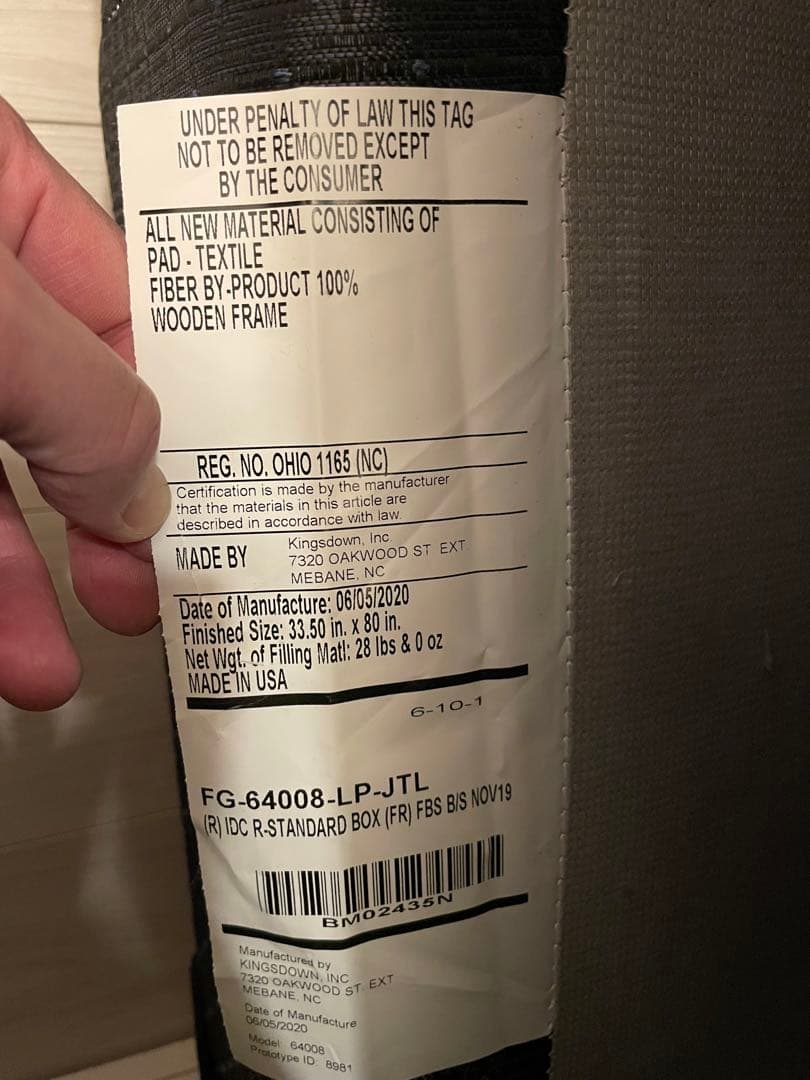 UNDER PENALTY OF LAW THIS TAG
NOT TO BE REMOVED EXCEPT
BY THE CONSUMER
ALL NEW MATERIAL CONSISTING OF
PAD - TEXTILE
FIBER BY-PRODUCT 100%
WOODEN FRAME
REG. NO. OHIO 1165 (NC)
Certification is made by the manufacturer
that the materials in this article are
described in accordance with law.
MADE BY
Kingsdown, Inc.
7320 OAKWOOD ST EXT
MEBANE, NC
Date of Manufacture: 06/05/2020
Finished Size: 33.50 in. x 80 in.
Net Wgt. of Filling Matl: 28 lbs & 0 oz
MADE IN USA
6-10-1
FG-64008-LP-JTL
(R) IDC R-STANDARD BOX (FR) FBS B/S NOV19
BM02435N
Manufactured by
KINGSDOWN, INC
7320 OAKWOOD ST. EXT
MEBANE, NC
Date of Manufacture
06/05/2020
Model: 64008
Prototype ID: 8981